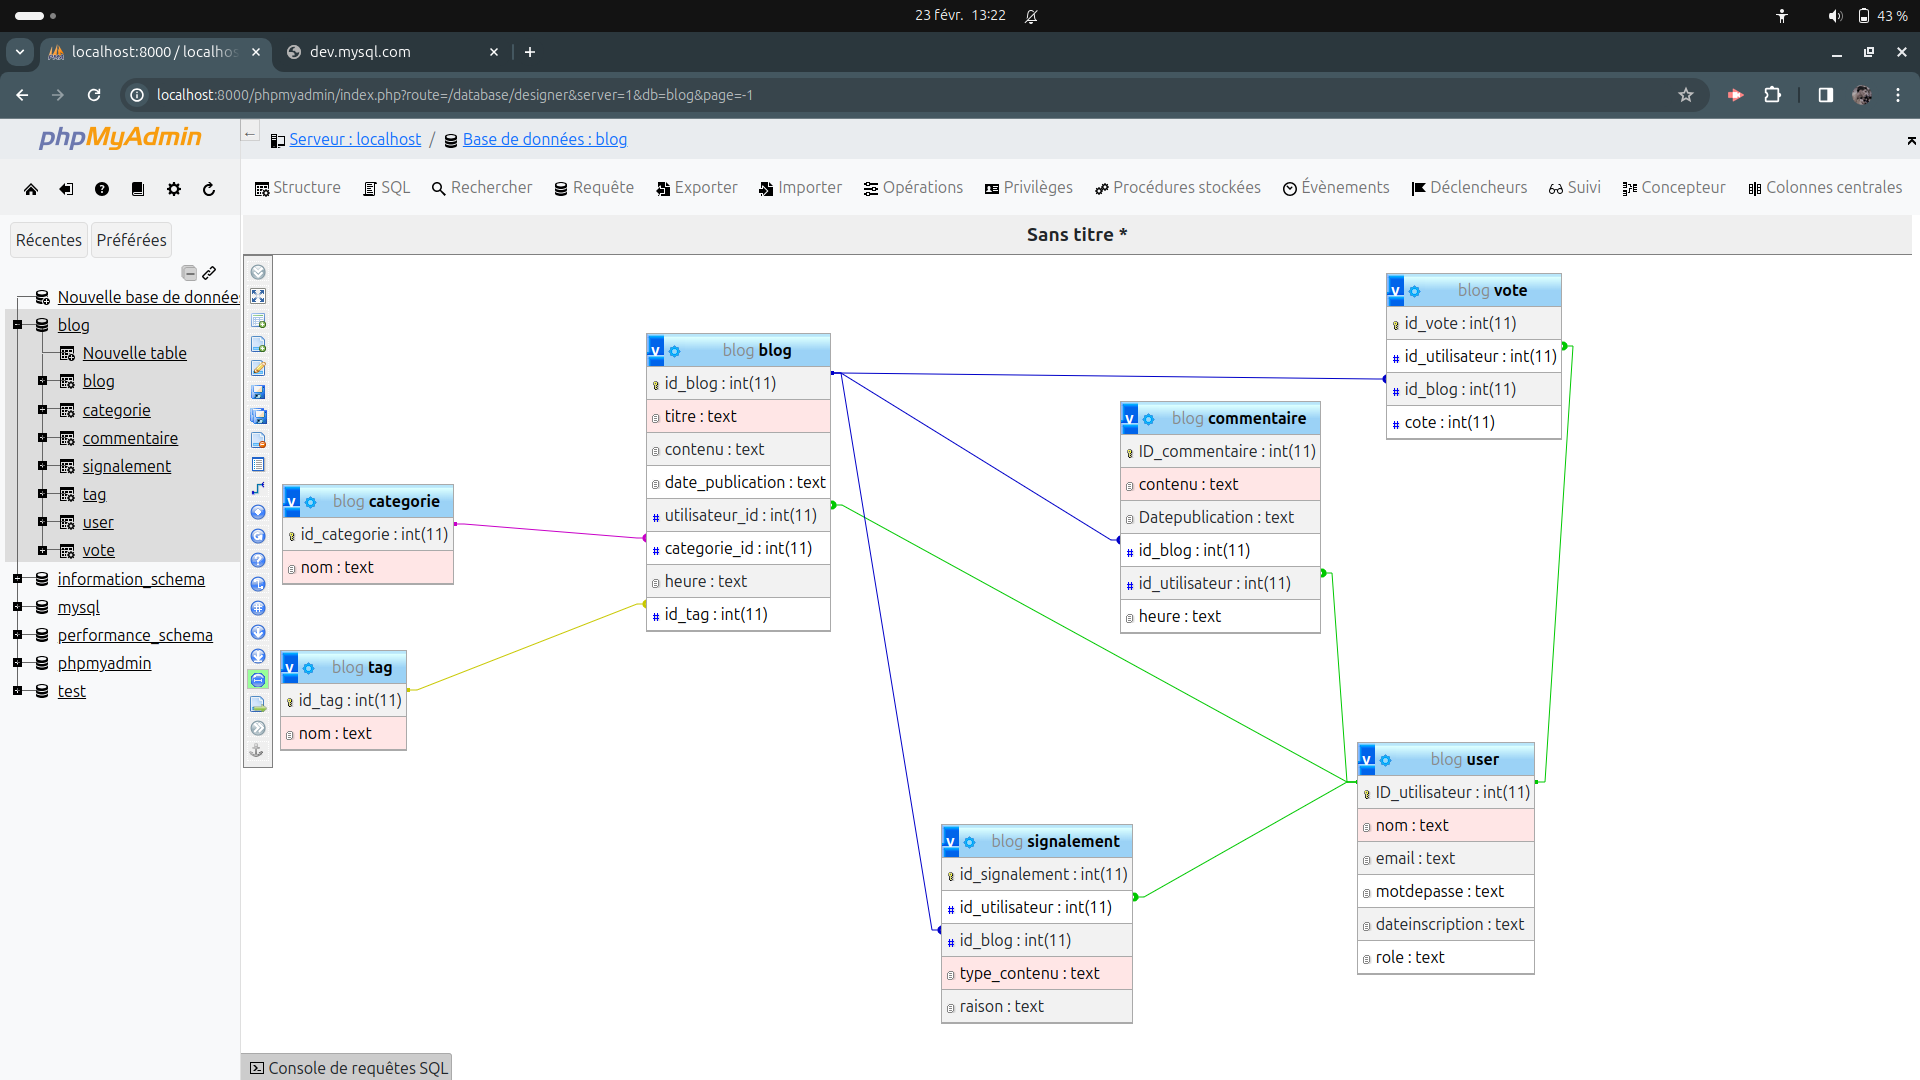 23 févr. 13:22
43 %
localhost:8000 / localhos
dev.mysql.com
localhost:8000/phpmyadmin/index.php?route=/database/designer&server=1&db=blog&page=-1
phpMyAdmin
Serveur : localhost / Base de données : blog
Structure SQL Rechercher Requête Exporter Importer Opérations Privilèges Procédures stockées Évènements Déclencheurs Suivi Concepteur Colonnes centrales
Récentes Préférées
Nouvelle base de données
blog
Nouvelle table
blog
categorie
commentaire
signalement
tag
user
vote
information_schema
mysql
performance_schema
phpmyadmin
test
Sans titre *
v blog categorie
id_categorie : int(11)
nom : text
v blog tag
id_tag : int(11)
nom : text
v blog blog
id_blog : int(11)
titre : text
contenu : text
date_publication : text
# utilisateur_id : int(11)
# categorie_id : int(11)
heure : text
# id_tag : int(11)
v blog signalement
id_signalement : int(11)
# id_utilisateur : int(11)
# id_blog : int(11)
type_contenu : text
raison : text
v blog commentaire
ID_commentaire : int(11)
contenu : text
Datepublication : text
# id_blog : int(11)
# id_utilisateur : int(11)
heure : text
v blog vote
id_vote : int(11)
# id_utilisateur : int(11)
# id_blog : int(11)
# cote : int(11)
v blog user
ID_utilisateur : int(11)
nom : text
email : text
motdepasse : text
dateinscription : text
role : text
Console de requêtes SQL